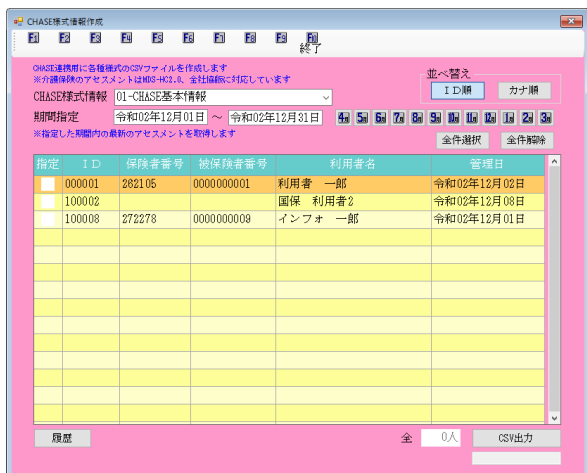 CHASE様式情報作成
F1 F2 F3 F4 F5 F6 F7 F8 F9 F10
終了
CHASE連携用に各種様式のCSVファイルを作成します
※介護保険のアセスメントはMDS-HC2.0、全社協版に対応しています
並べ替え
ＩＤ順 カナ順
CHASE様式情報 01-CHASE基本情報
期間指定 令和02年12月01日 ～ 令和02年12月31日 4月 5月 6月 7月 8月 9月 10月 11月 12月 1月 2月 3月
※指定した期間内の最新のアセスメントを取得します
全件選択 全件解除
指定 ＩＤ 保険者番号 被保険者番号 利用者名 管理日
000001 262105 0000000001 利用者　一郎 令和02年12月02日
100002 国保　利用者2 令和02年12月08日
100008 272278 0000000009 インフォ　一郎 令和02年12月01日
履歴 全 0人 CSV出力